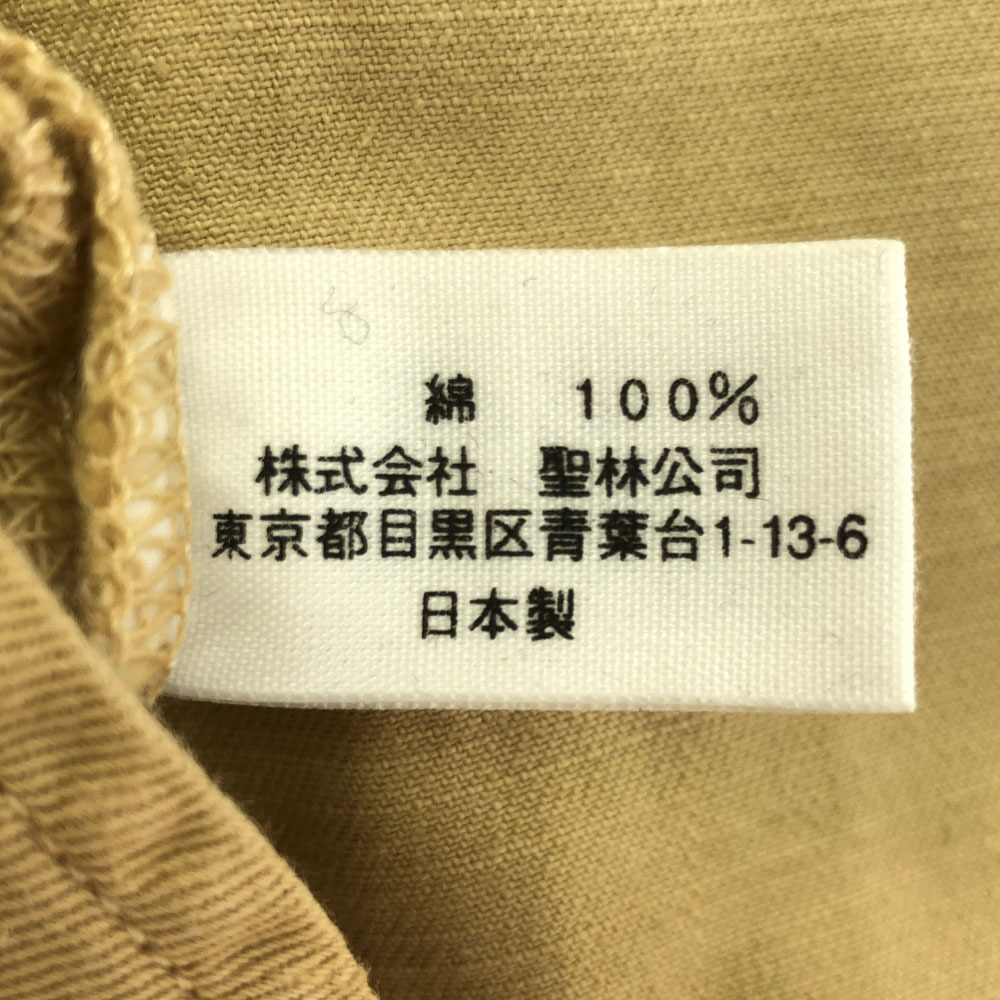 綿　１００％
株式会社　聖林公司
東京都目黒区青葉台1-13-6
日本製